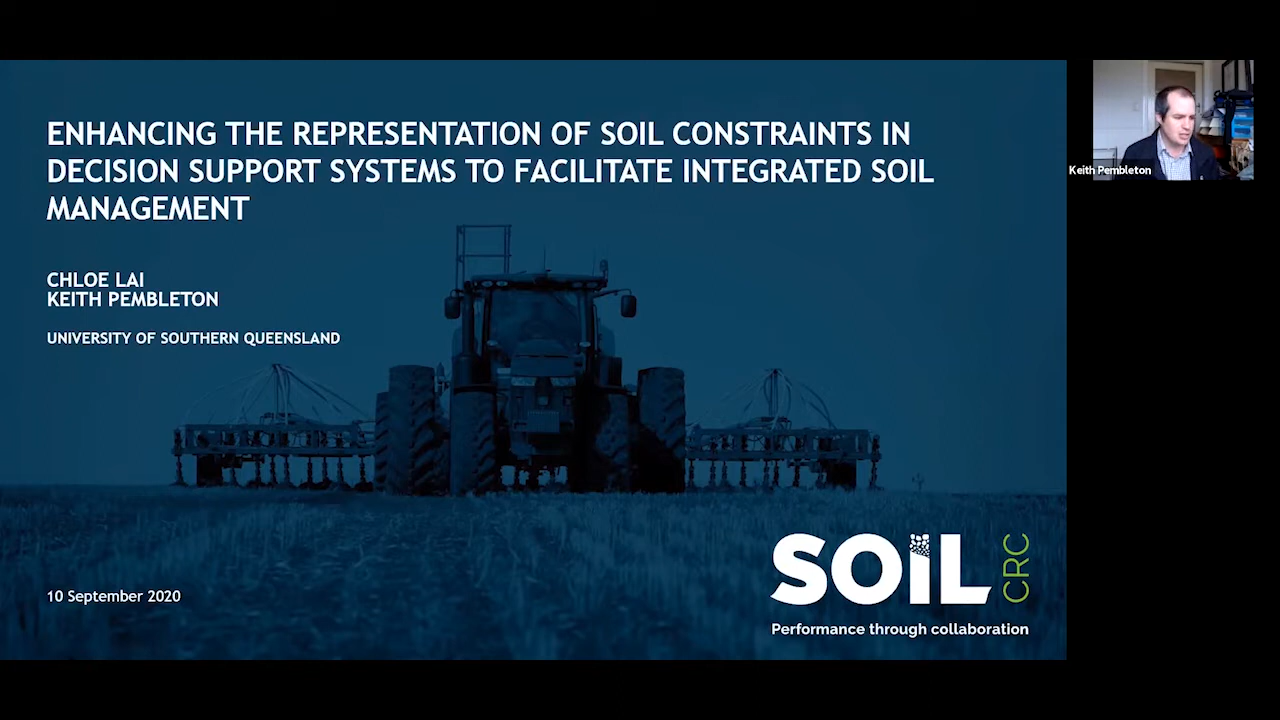 ENHANCING THE REPRESENTATION OF SOIL CONSTRAINTS IN
DECISION SUPPORT SYSTEMS TO FACILITATE INTEGRATED SOIL
MANAGEMENT
CHLOE LAI
KEITH PEMBLETON
UNIVERSITY OF SOUTHERN QUEENSLAND
10 September 2020
SOiL CRC
Performance through collaboration
Keith Pembleton